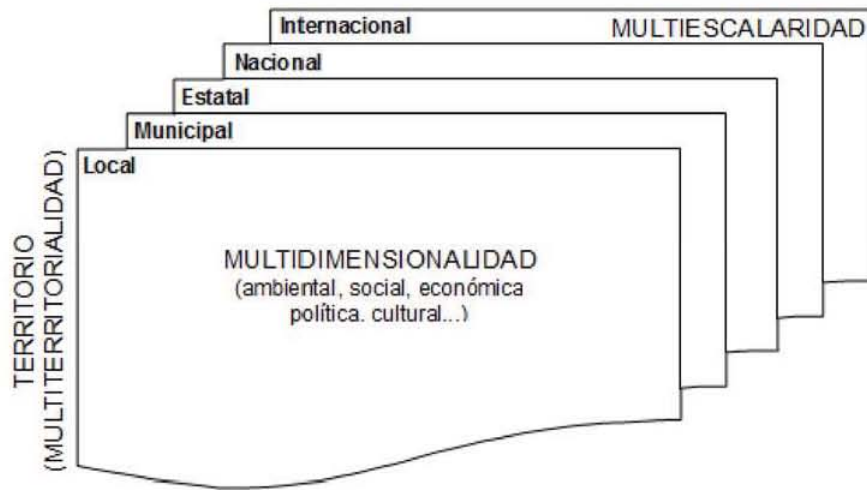 Internacional
MULTIESCALARIDAD
Nacional
Estatal
Municipal
Local
TERRITORIO
(MULTITERRITORIALIDAD)
MULTIDIMENSIONALIDAD
(ambiental, social, económica
política. cultural...)